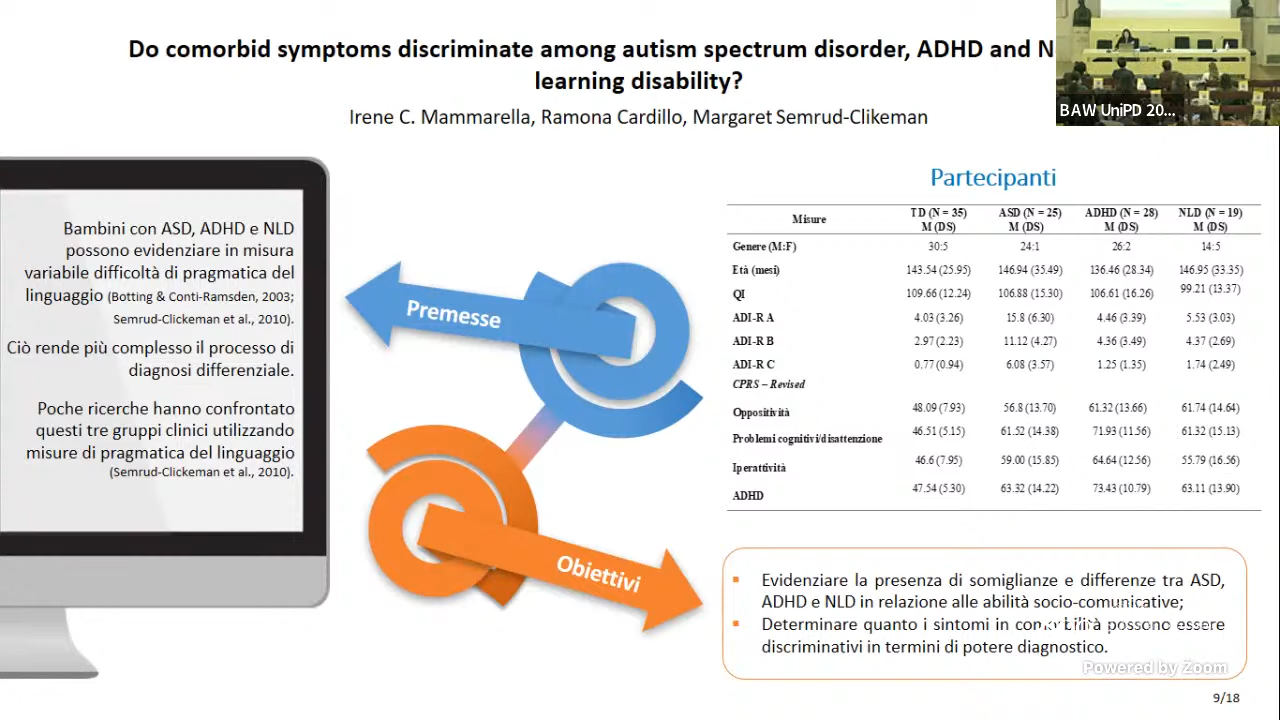 Do comorbid symptoms discriminate among autism spectrum disorder, ADHD and N
learning disability?
Irene C. Mammarella, Ramona Cardillo, Margaret Semrud-Clikeman
BAW UniPD 20...
Bambini con ASD, ADHD e NLD
possono evidenziare in misura
variabile difficoltà di pragmatica del
linguaggio (Botting & Conti-Ramsden, 2003;
Semrud-Clickeman et al., 2010).
Ciò rende più complesso il processo di
diagnosi differenziale.
Poche ricerche hanno confrontato
questi tre gruppi clinici utilizzando
misure di pragmatica del linguaggio
(Semrud-Clickeman et al., 2010).
Premesse
Obiettivi
Partecipanti
Misure TD (N = 35) ASD (N = 25) ADHD (N = 28) NLD (N = 19)
M (DS) M (DS) M (DS) M (DS)
Genere (M:F) 30:5 24:1 26:2 14:5
Età (mesi) 143.54 (25.95) 146.94 (35.49) 136.46 (28.34) 146.95 (33.35)
QI 109.66 (12.24) 106.88 (15.30) 106.61 (16.26) 99.21 (13.37)
ADI-R A 4.03 (3.26) 15.8 (6.30) 4.46 (3.39) 5.53 (3.03)
ADI-R B 2.97 (2.23) 11.12 (4.27) 4.36 (3.49) 4.37 (2.69)
ADI-R C 0.77 (0.94) 6.08 (3.57) 1.25 (1.35) 1.74 (2.49)
CPRS – Revised
Oppositività 48.09 (7.93) 56.8 (13.70) 61.32 (13.66) 61.74 (14.64)
Problemi cognitivi/disattenzione 46.51 (5.15) 61.52 (14.38) 71.93 (11.56) 61.32 (15.13)
Iperattività 46.6 (7.95) 59.00 (15.85) 64.64 (12.56) 55.79 (16.56)
ADHD 47.54 (5.30) 63.32 (14.22) 73.43 (10.79) 63.11 (13.90)
▪ Evidenziare la presenza di somiglianze e differenze tra ASD,
ADHD e NLD in relazione alle abilità socio-comunicative;
▪ Determinare quanto i sintomi in comorbilità possono essere
discriminativi in termini di potere diagnostico.
Powered by Zoom
9/18